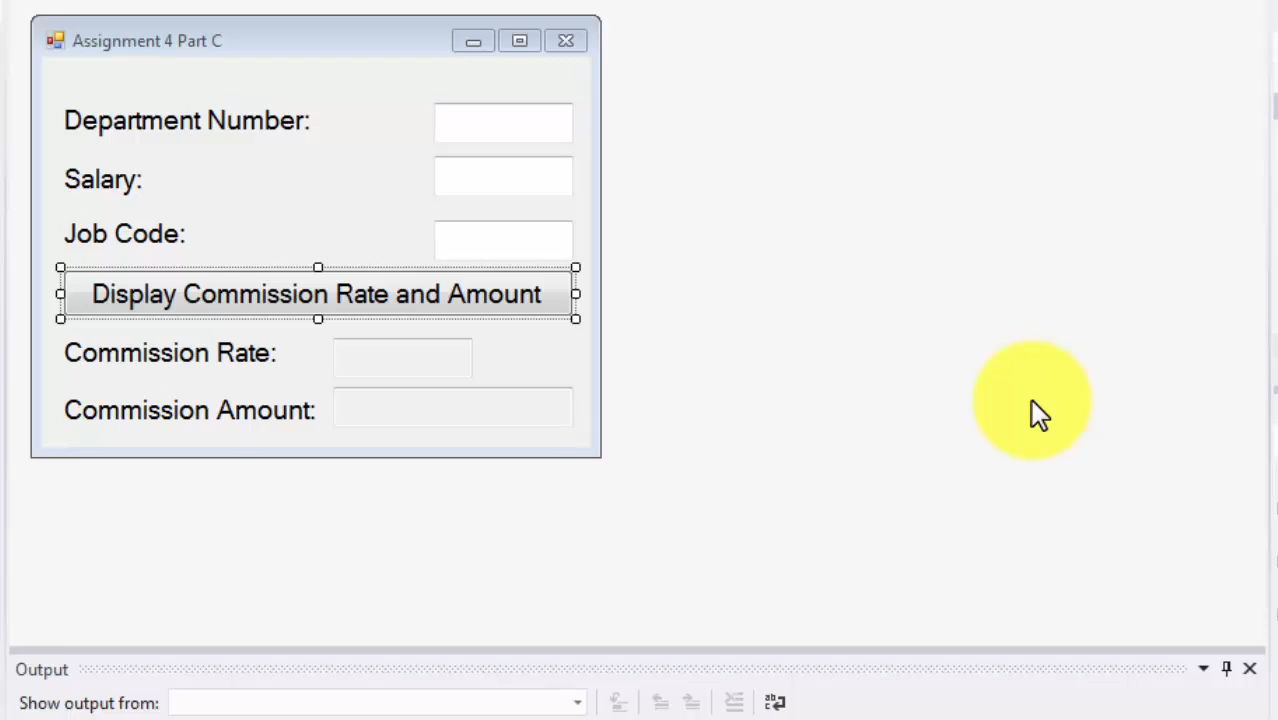 Assignment 4 Part C
Department Number:
Salary:
Job Code:
Display Commission Rate and Amount
Commission Rate:
Commission Amount:
Output
Show output from: